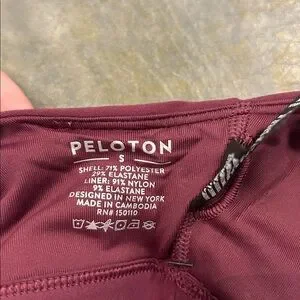 PELOTON
S
SHELL: 71% POLYESTER
29% ELASTANE
LINER: 91% NYLON
9% ELASTANE
DESIGNED IN NEW YORK
MADE IN CAMBODIA
RN# 150110